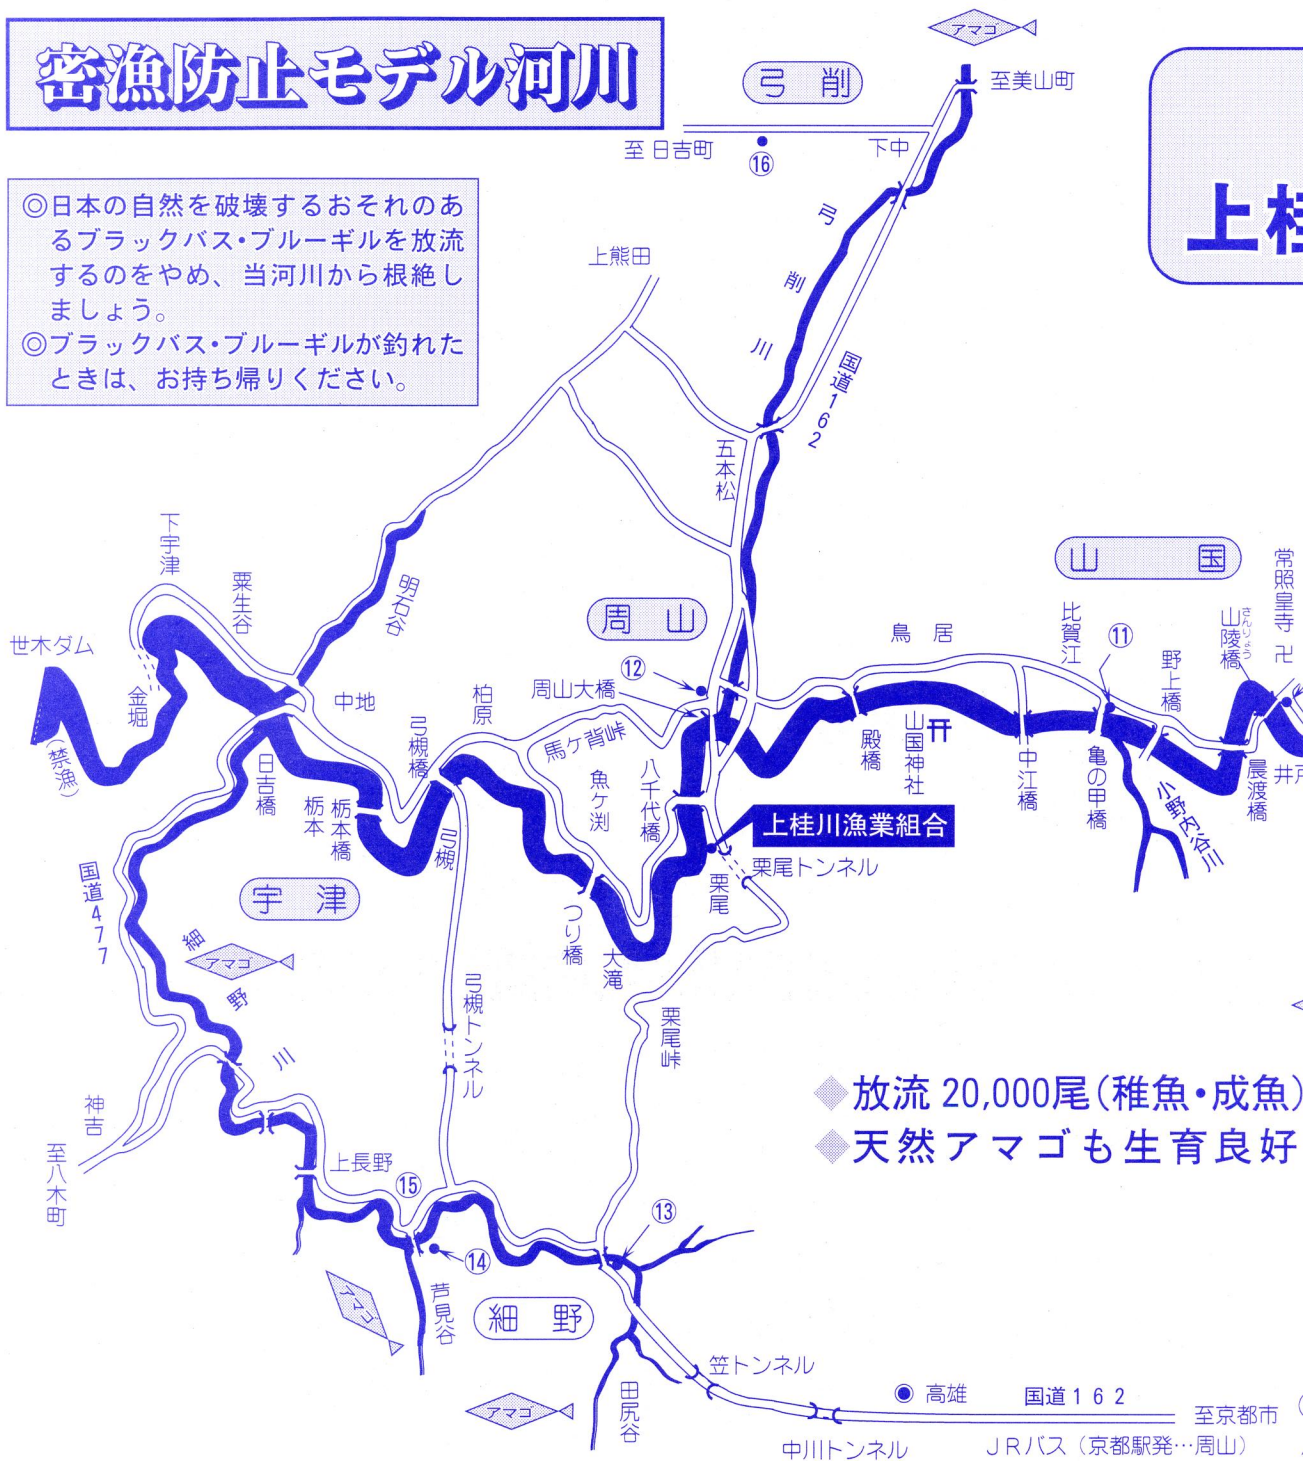 密漁防止モデル河川
◎日本の自然を破壊するおそれのあ
るブラックバス・ブルーギルを放流
するのをやめ、当河川から根絶し
ましょう。
◎ブラックバス・ブルーギルが釣れた
ときは、お持ち帰りください。
アマゴ
弓削
至美山町
至日吉町
⑯
下中
上桂
弓削川
国道162
上熊田
五本松
下宇津
粟生谷
明石谷
世木ダム
(禁漁)
金堀
中地
周山
⑫
周山大橋
柏原
弓槻橋
馬ケ背峠
魚ケ渕
八千代橋
山国
鳥居
比賀江
⑪
野上橋
さんりょう
山陵橋
常照皇寺
卍
殿橋
山国神社
中江橋
亀の甲橋
小野内谷川
晨渡橋
井戸
日吉橋
栃本
栃本橋
弓槻
上桂川漁業組合
栗尾トンネル
栗尾
宇津
国道477
つり橋
大滝
細野川
アマゴ
弓槻トンネル
栗尾峠
神吉
至八木町
◆放流 20,000尾(稚魚・成魚)
◆天然アマゴも生育良好
上長野
⑮
⑭
⑬
アマゴ
芦見谷
細野
アマゴ
田尻谷
笠トンネル
高雄
国道162
至京都市
中川トンネル
JRバス(京都駅発…周山)